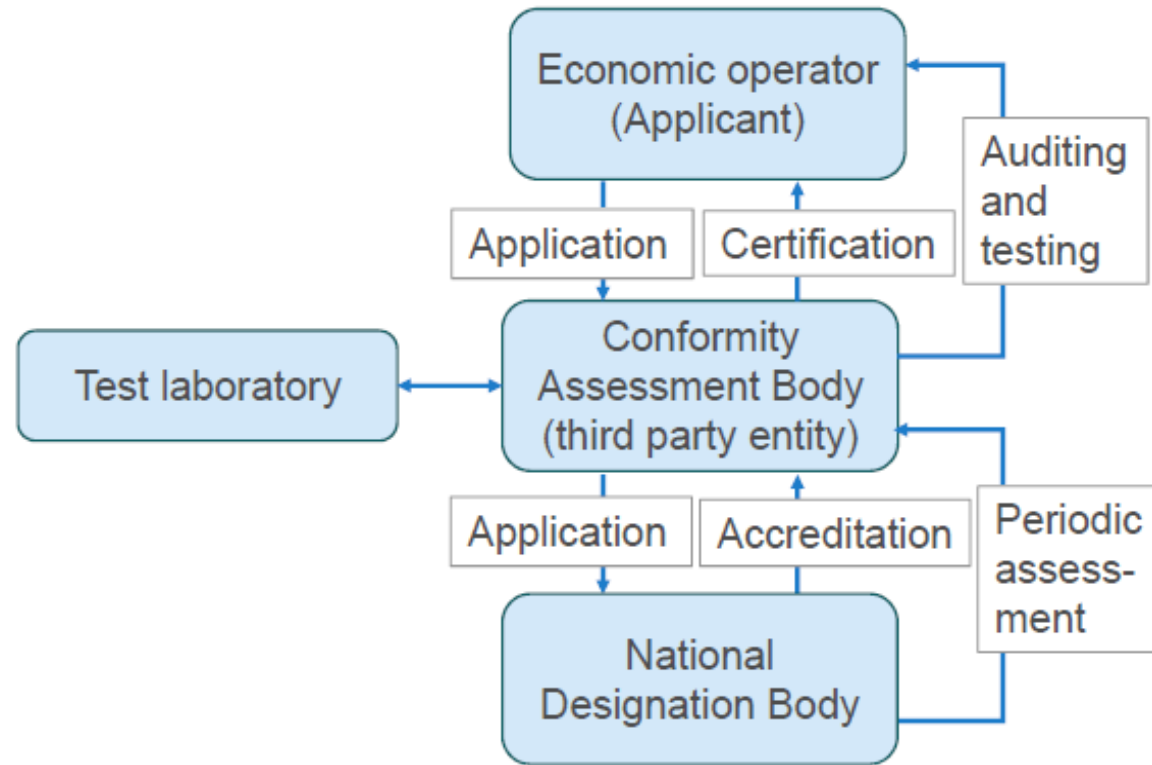 Economic operator
(Applicant)
Auditing
and
testing
Application
Certification
Conformity
Assessment Body
(third party entity)
Test laboratory
Application
Accreditation
Periodic
assess-
ment
National
Designation Body